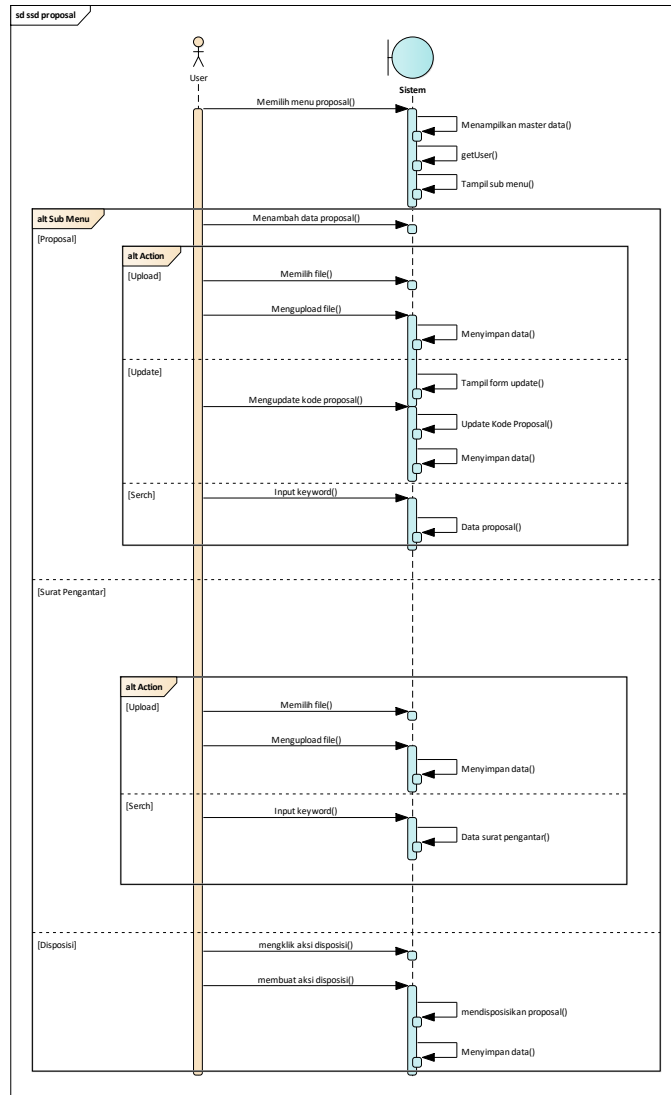 sd ssd proposal
User
Sistem
Memilih menu proposal()
Menampilkan master data()
getUser()
Tampil sub menu()
alt Sub Menu
Menambah data proposal()
[Proposal]
alt Action
[Upload]
Memilih file()
Mengupload file()
Menyimpan data()
[Update]
Tampil form update()
Mengupdate kode proposal()
Update Kode Proposal()
Menyimpan data()
[Serch]
Input keyword()
Data proposal()
[Surat Pengantar]
alt Action
[Upload]
Memilih file()
Mengupload file()
Menyimpan data()
[Serch]
Input keyword()
Data surat pengantar()
[Disposisi]
mengklik aksi disposisi()
membuat aksi disposisi()
mendisposisikan proposal()
Menyimpan data()